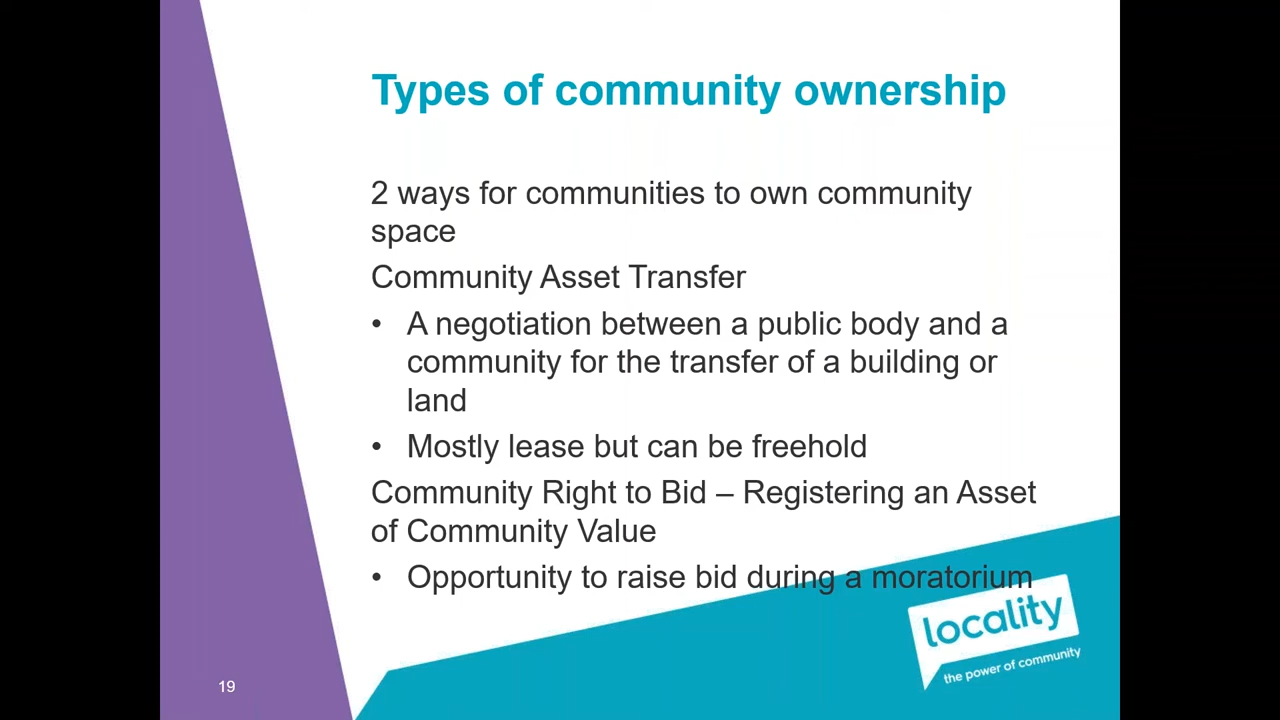 Types of community ownership
2 ways for communities to own community
space
Community Asset Transfer
• A negotiation between a public body and a
community for the transfer of a building or
land
• Mostly lease but can be freehold
Community Right to Bid – Registering an Asset
of Community Value
• Opportunity to raise bid during a moratorium
locality
the power of community
19